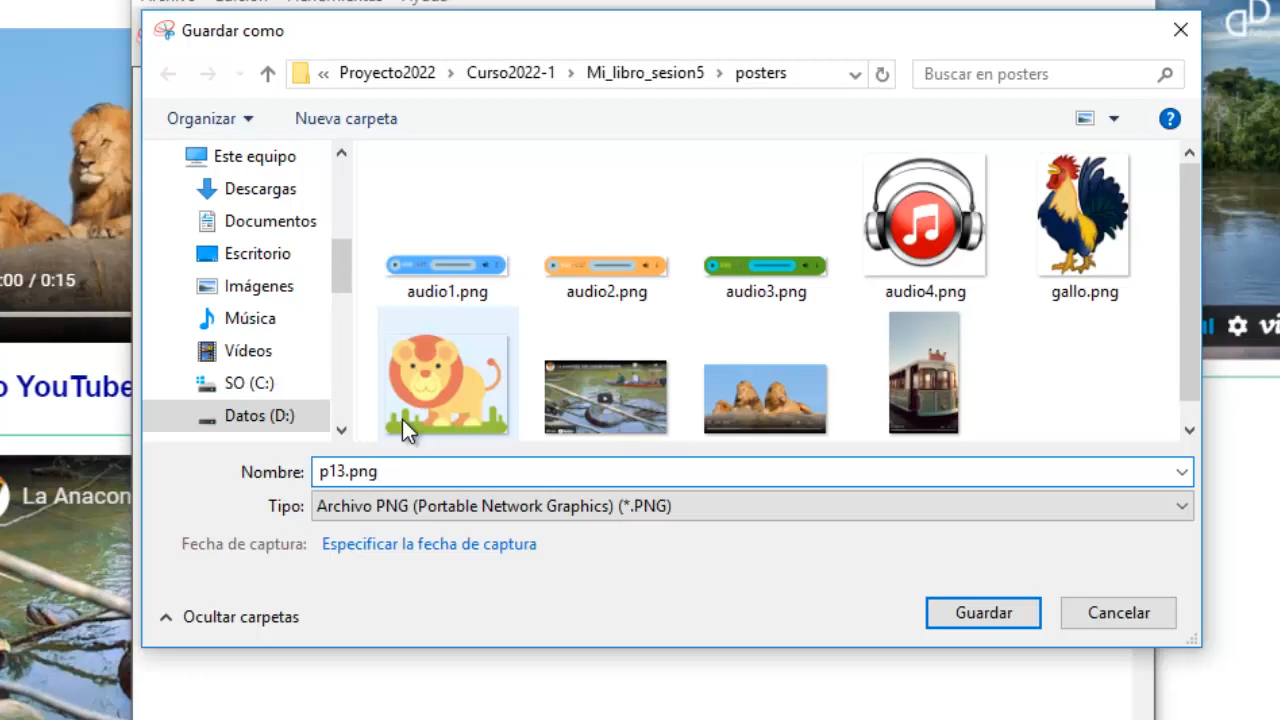 Guardar como
« Proyecto2022 > Curso2022-1 > Mi_libro_sesion5 > posters
Buscar en posters
Organizar
Nueva carpeta
?
Este equipo
Descargas
Documentos
Escritorio
Imágenes
Música
Vídeos
SO (C:)
Datos (D:)
audio1.png
audio2.png
audio3.png
audio4.png
gallo.png
Nombre: p13.png
Tipo: Archivo PNG (Portable Network Graphics) (*.PNG)
Fecha de captura: Especificar la fecha de captura
Ocultar carpetas
Guardar
Cancelar
:00 / 0:15
o YouTube
La Anacon